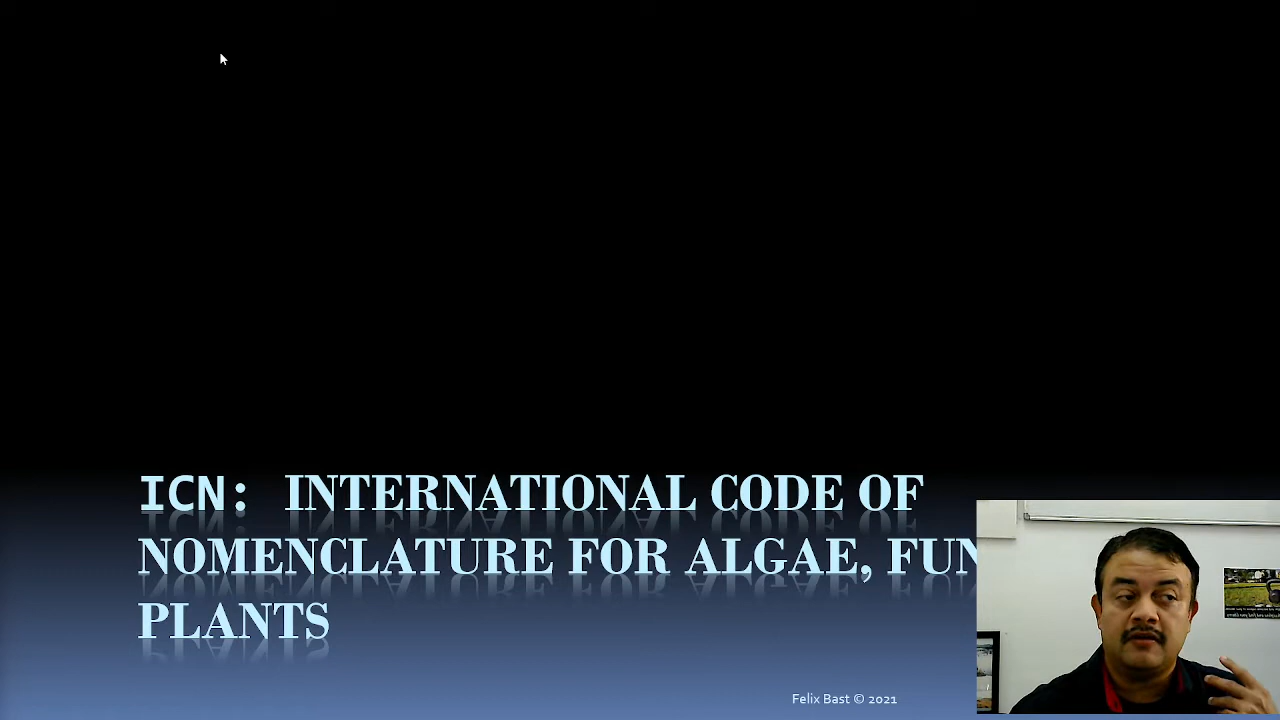 ICN: INTERNATIONAL CODE OF
NOMENCLATURE FOR ALGAE, FUN
PLANTS
Felix Bast © 2021